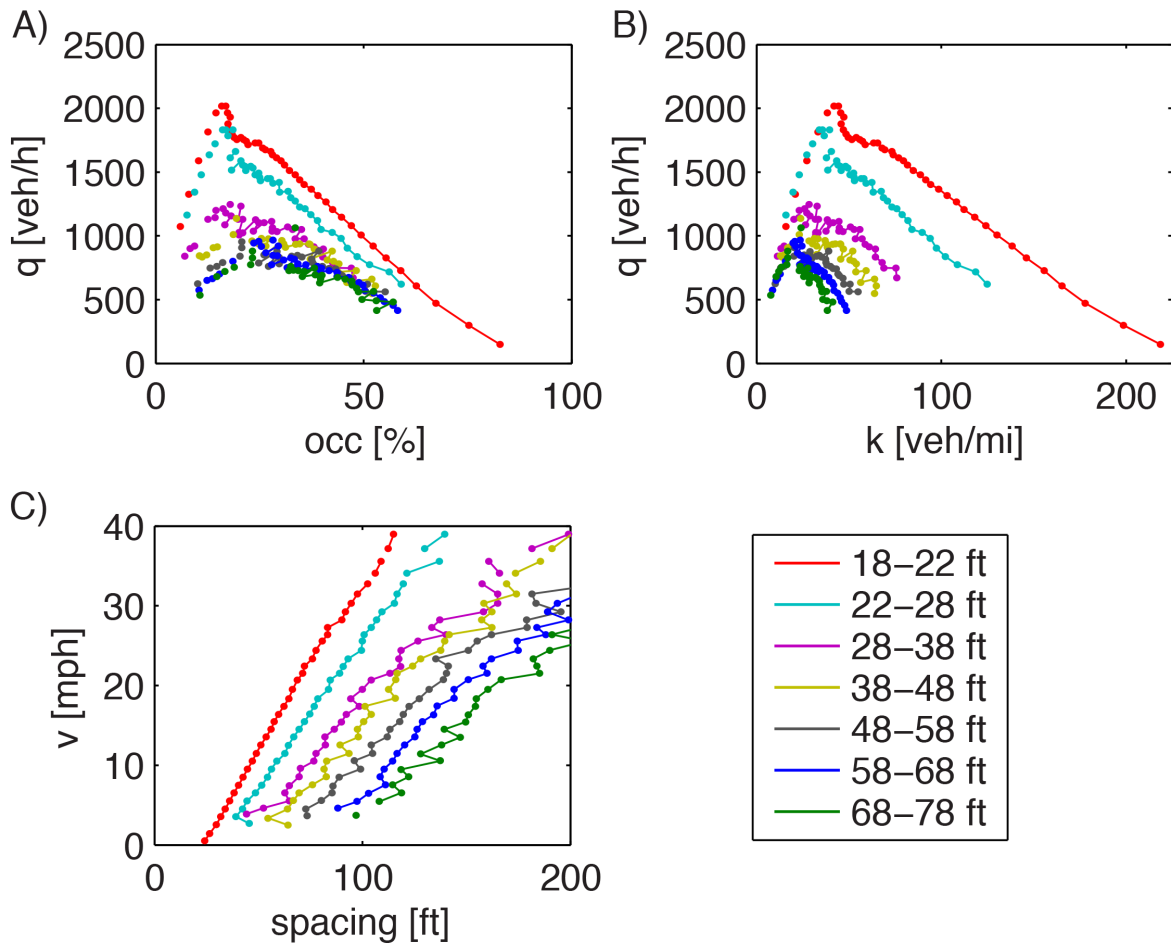 A)
2500
2000
1500
1000
500
0
q [veh/h]
0
50
100
occ [%]
B)
2500
2000
1500
1000
500
0
q [veh/h]
0
100
200
k [veh/mi]
C)
40
30
20
10
0
v [mph]
0
100
200
spacing [ft]
18−22 ft
22−28 ft
28−38 ft
38−48 ft
48−58 ft
58−68 ft
68−78 ft